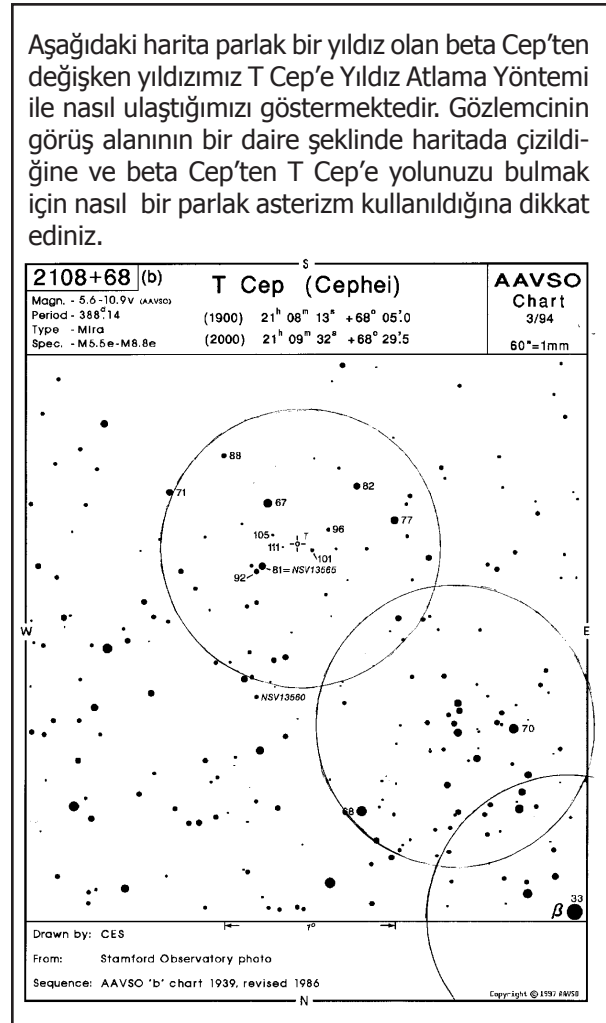 Aşağıdaki harita parlak bir yıldız olan beta Cep’ten
değişken yıldızımız T Cep’e Yıldız Atlama Yöntemi
ile nasıl ulaştığımızı göstermektedir. Gözlemcinin
görüş alanının bir daire şeklinde haritada çizildi-
ğine ve beta Cep’ten T Cep’e yolunuzu bulmak
için nasıl bir parlak asterizm kullanıldığına dikkat
ediniz.
S
2108+68 (b)
T Cep (Cephei)
AAVSO
Chart
3/94
60"=1mm
Magn. - 5.6-10.9v (AAVSO)
Period - 388ᵈ.14
Type - Mira
Spec. - M5.5e-M8.8e
(1900) 21ʰ 08ᵐ 13ˢ +68° 05'.0
(2000) 21ʰ 09ᵐ 32ˢ +68° 29'.5
88
71
82
67
77
96
105
T
111
101
81=NSV13565
92
W
E
NSV13560
70
68
33
β
1°
Drawn by: CES
From: Stamford Observatory photo
Sequence: AAVSO 'b' chart 1939, revised 1986
Copyright © 1997 AAVSO
N